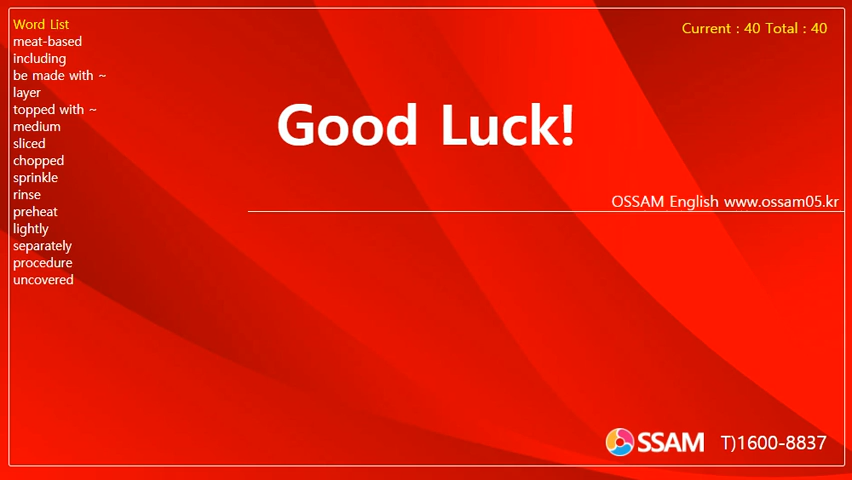 Word List
meat-based
including
be made with ~
layer
topped with ~
medium
sliced
chopped
sprinkle
rinse
preheat
lightly
separately
procedure
uncovered
Current : 40 Total : 40
Good Luck!
OSSAM English www.ossam05.kr
OSSAM T)1600-8837